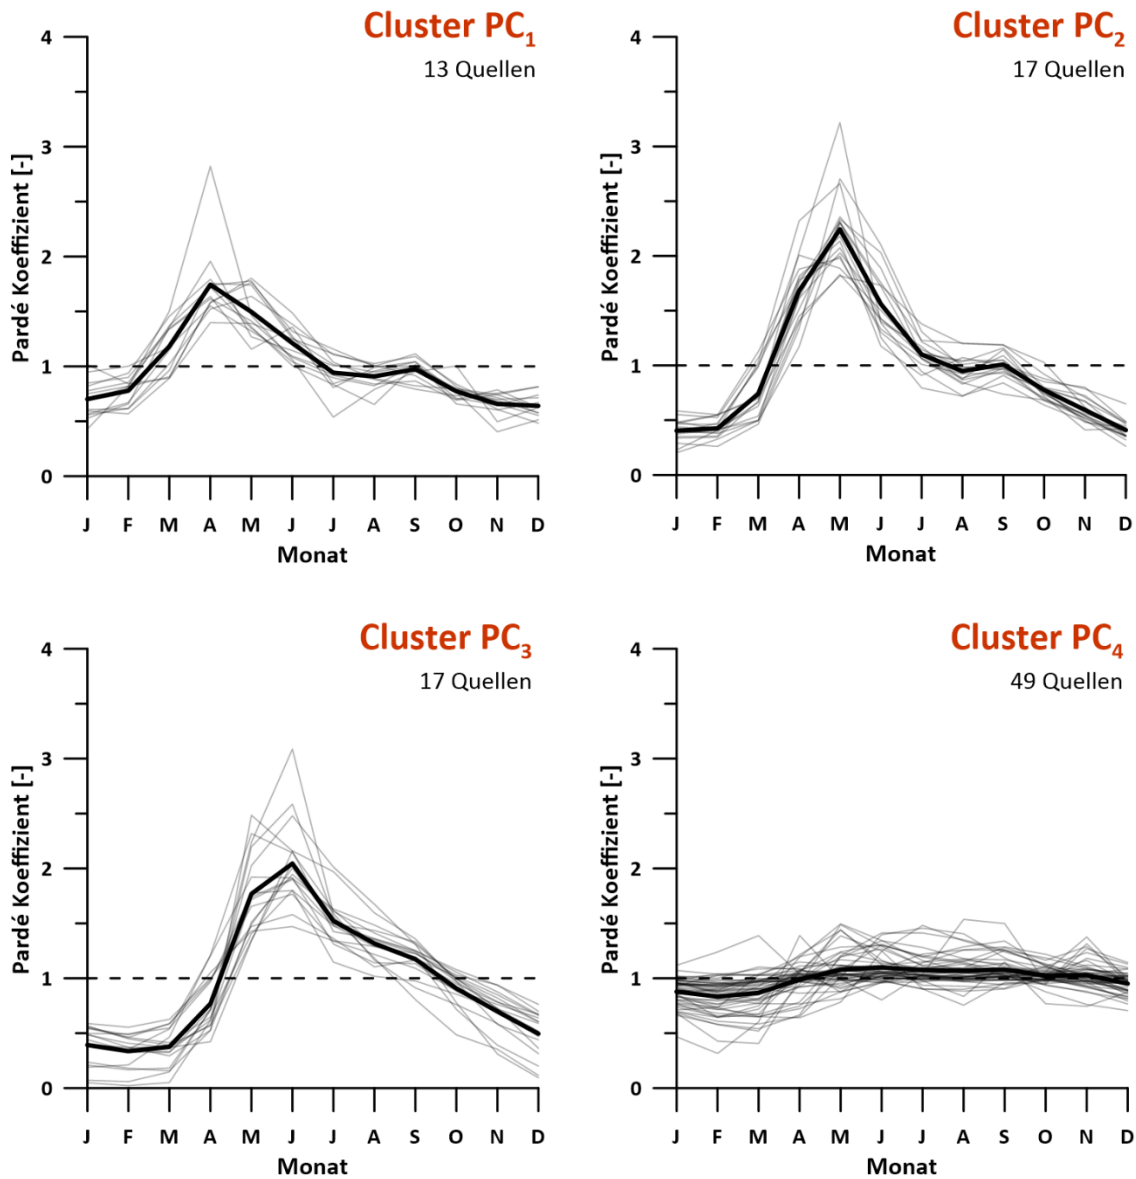 Cluster PC1
13 Quellen
4
3
2
1
0
Pardé Koeffizient [-]
J F M A M J J A S O N D
Monat
Cluster PC2
17 Quellen
4
3
2
1
0
Pardé Koeffizient [-]
J F M A M J J A S O N D
Monat
Cluster PC3
17 Quellen
4
3
2
1
0
Pardé Koeffizient [-]
J F M A M J J A S O N D
Monat
Cluster PC4
49 Quellen
4
3
2
1
0
Pardé Koeffizient [-]
J F M A M J J A S O N D
Monat